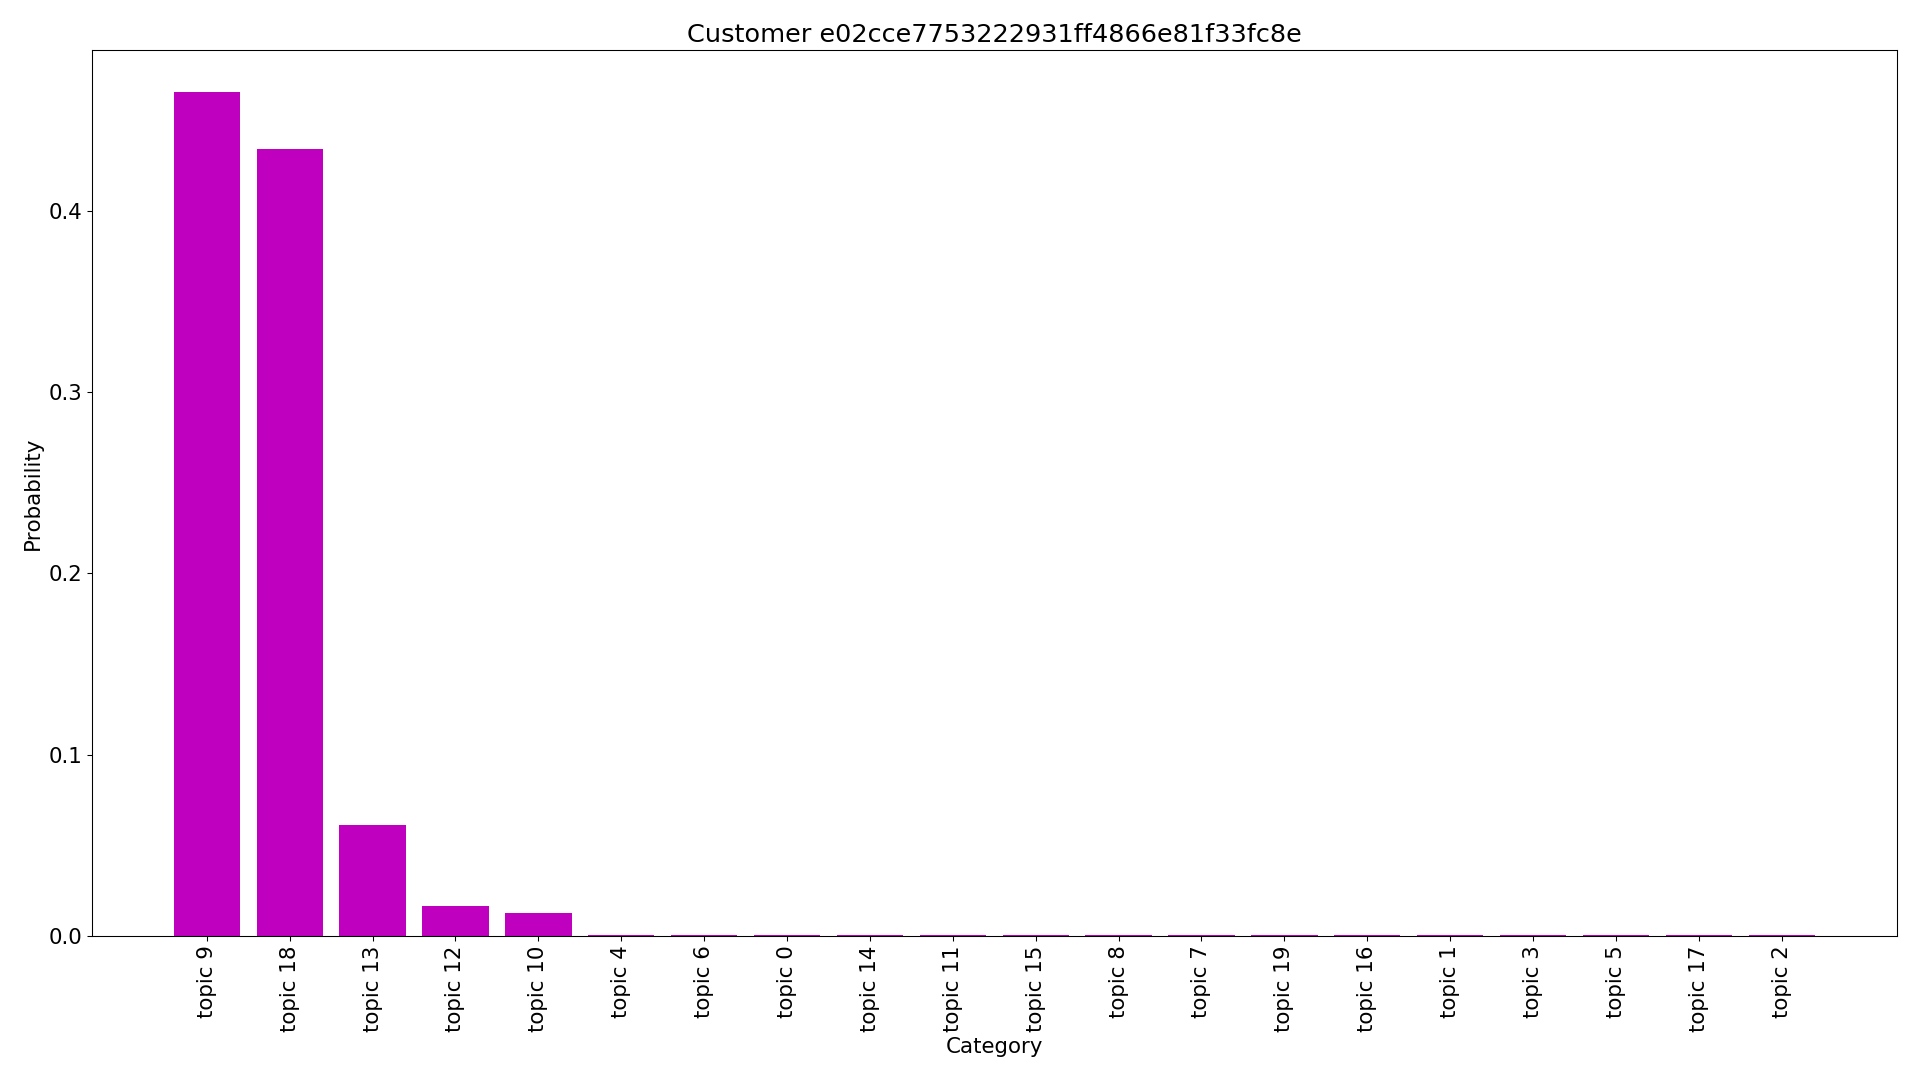 Customer e02cce7753222931ff4866e81f33fc8e
Probability
0.4
0.3
0.2
0.1
0.0
topic 9
topic 18
topic 13
topic 12
topic 10
topic 4
topic 6
topic 0
topic 14
topic 11
topic 15
topic 8
topic 7
topic 19
topic 16
topic 1
topic 3
topic 5
topic 17
topic 2
Category